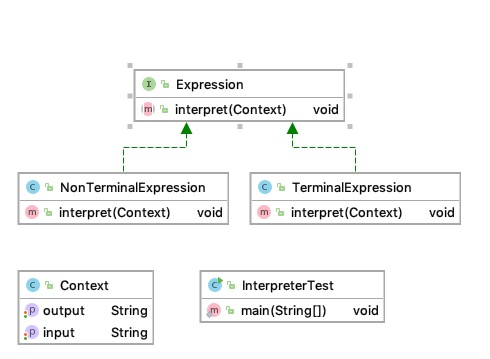 I Expression
m interpret(Context) void
C NonTerminalExpression
m interpret(Context) void
C TerminalExpression
m interpret(Context) void
C Context
p output String
p input String
C InterpreterTest
m main(String[]) void